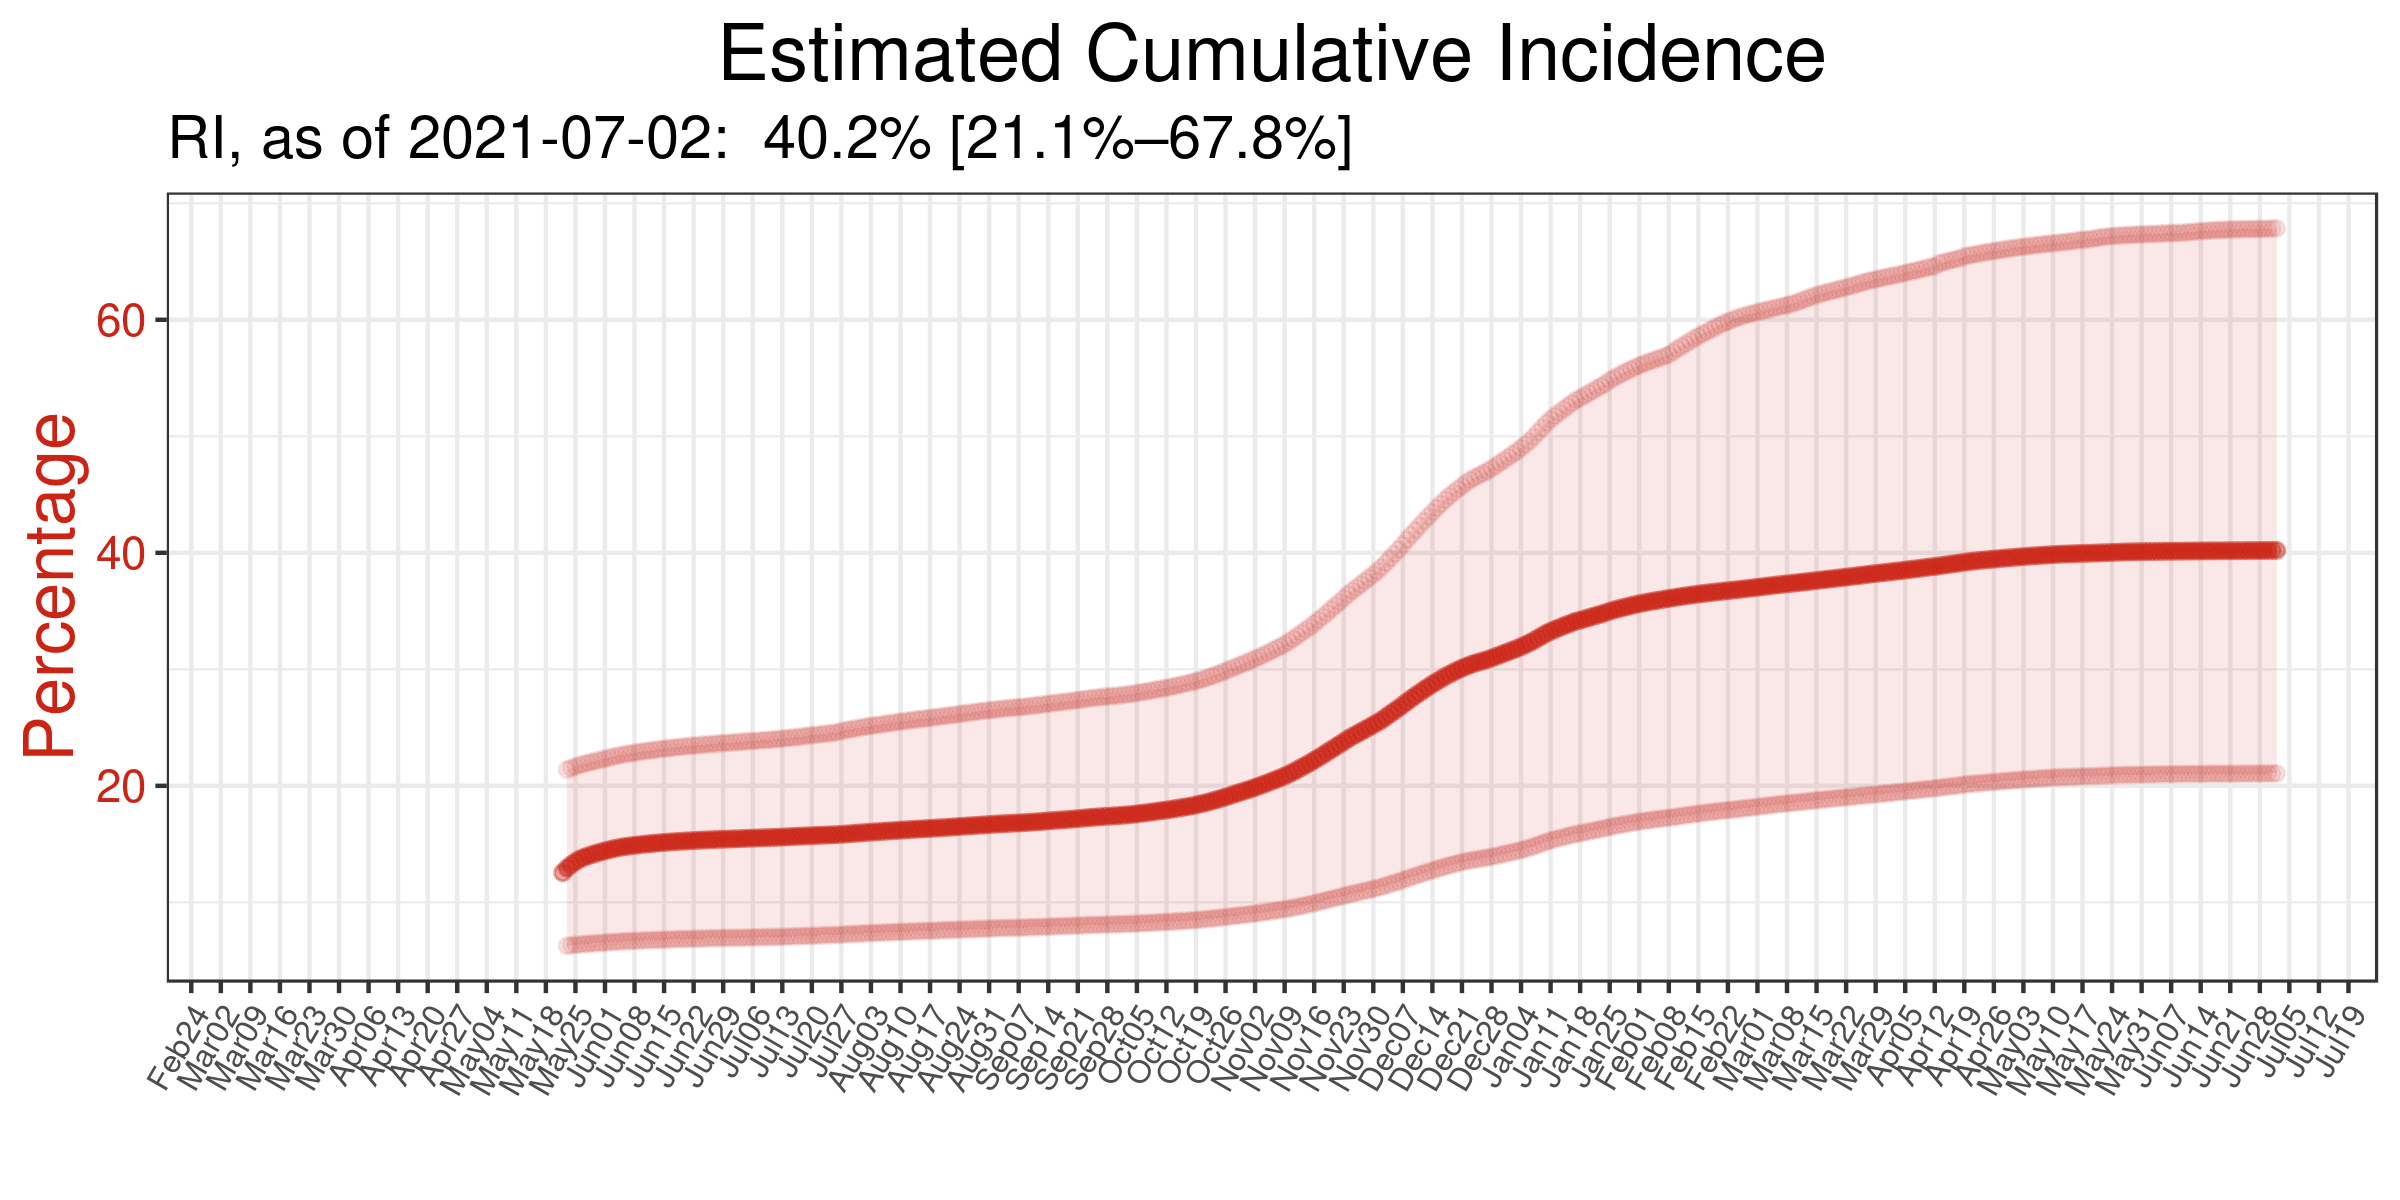 Estimated Cumulative Incidence
RI, as of 2021-07-02:  40.2% [21.1%–67.8%]
Percentage
60
40
20
Feb24
Mar02
Mar09
Mar16
Mar23
Mar30
Apr06
Apr13
Apr20
Apr27
May04
May11
May18
May25
Jun01
Jun08
Jun15
Jun22
Jun29
Jul06
Jul13
Jul20
Jul27
Aug03
Aug10
Aug17
Aug24
Aug31
Sep07
Sep14
Sep21
Sep28
Oct05
Oct12
Oct19
Oct26
Nov02
Nov09
Nov16
Nov23
Nov30
Dec07
Dec14
Dec21
Dec28
Jan04
Jan11
Jan18
Jan25
Feb01
Feb08
Feb15
Feb22
Mar01
Mar08
Mar15
Mar22
Mar29
Apr05
Apr12
Apr19
Apr26
May03
May10
May17
May24
May31
Jun07
Jun14
Jun21
Jun28
Jul05
Jul12
Jul19